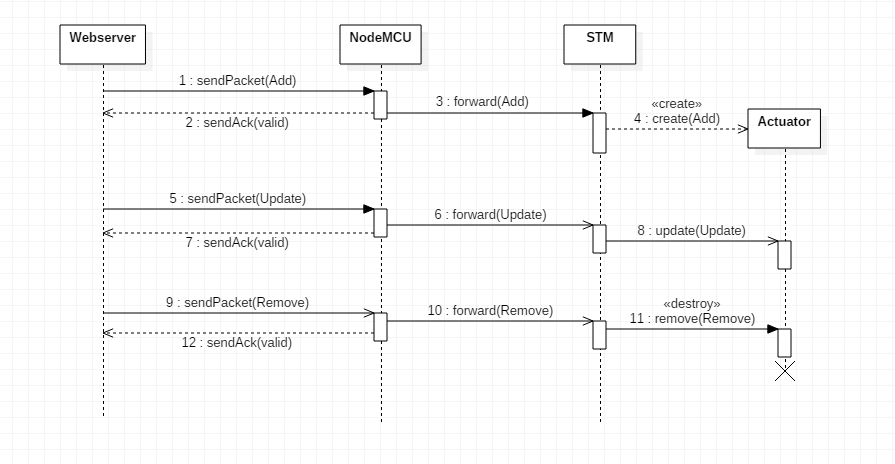 Webserver
NodeMCU
STM
1 : sendPacket(Add)
3 : forward(Add)
«create»
4 : create(Add)
Actuator
2 : sendAck(valid)
5 : sendPacket(Update)
6 : forward(Update)
8 : update(Update)
7 : sendAck(valid)
9 : sendPacket(Remove)
10 : forward(Remove)
«destroy»
11 : remove(Remove)
12 : sendAck(valid)